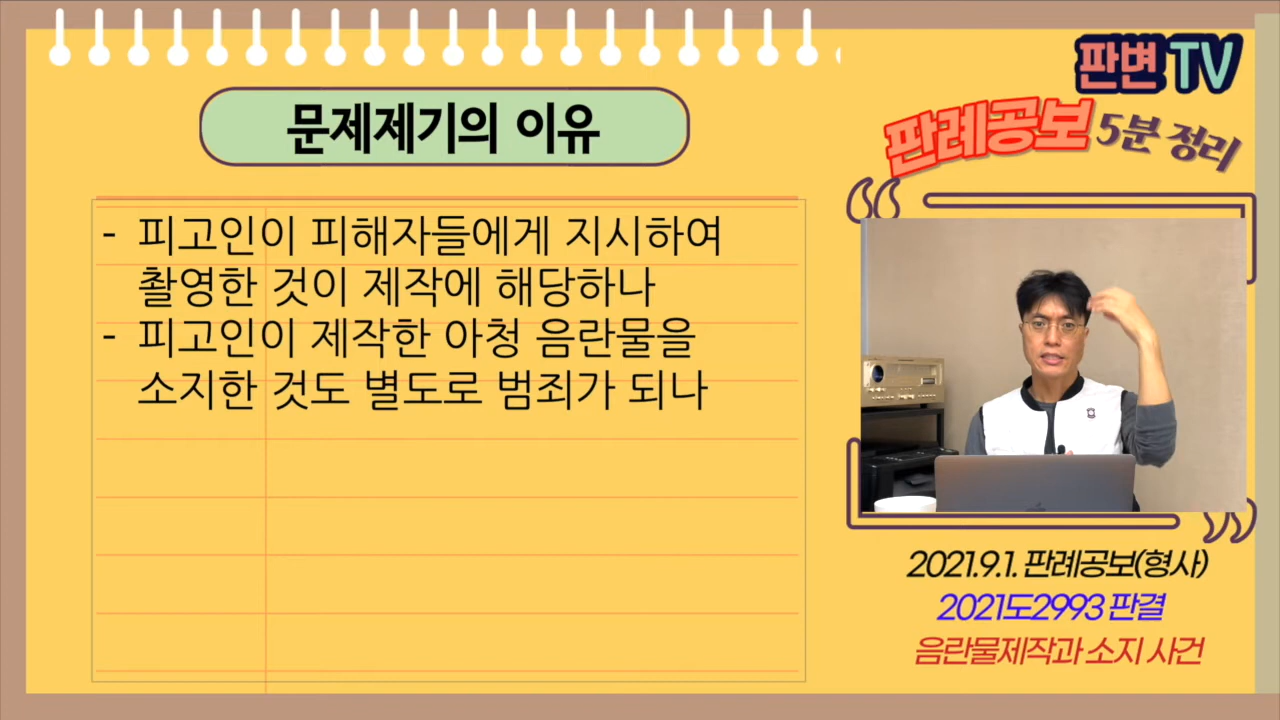 판변 TV
판례공보 5분 정리
문제제기의 이유
- 피고인이 피해자들에게 지시하여
촬영한 것이 제작에 해당하나
- 피고인이 제작한 아청 음란물을
소지한 것도 별도로 범죄가 되나
2021.9.1. 판례공보(형사)
2021도2993 판결
음란물제작과 소지 사건